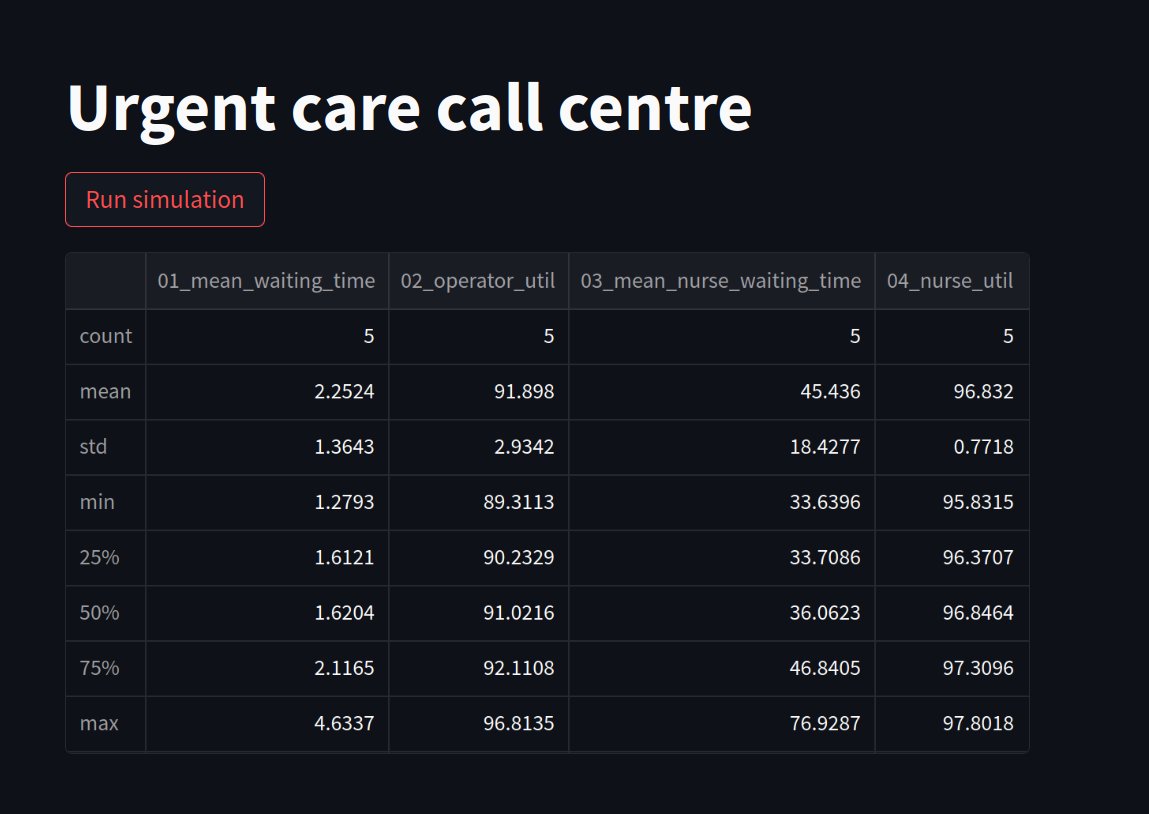 Urgent care call centre
Run simulation
01_mean_waiting_time 02_operator_util 03_mean_nurse_waiting_time 04_nurse_util
count 5 5 5 5
mean 2.2524 91.898 45.436 96.832
std 1.3643 2.9342 18.4277 0.7718
min 1.2793 89.3113 33.6396 95.8315
25% 1.6121 90.2329 33.7086 96.3707
50% 1.6204 91.0216 36.0623 96.8464
75% 2.1165 92.1108 46.8405 97.3096
max 4.6337 96.8135 76.9287 97.8018